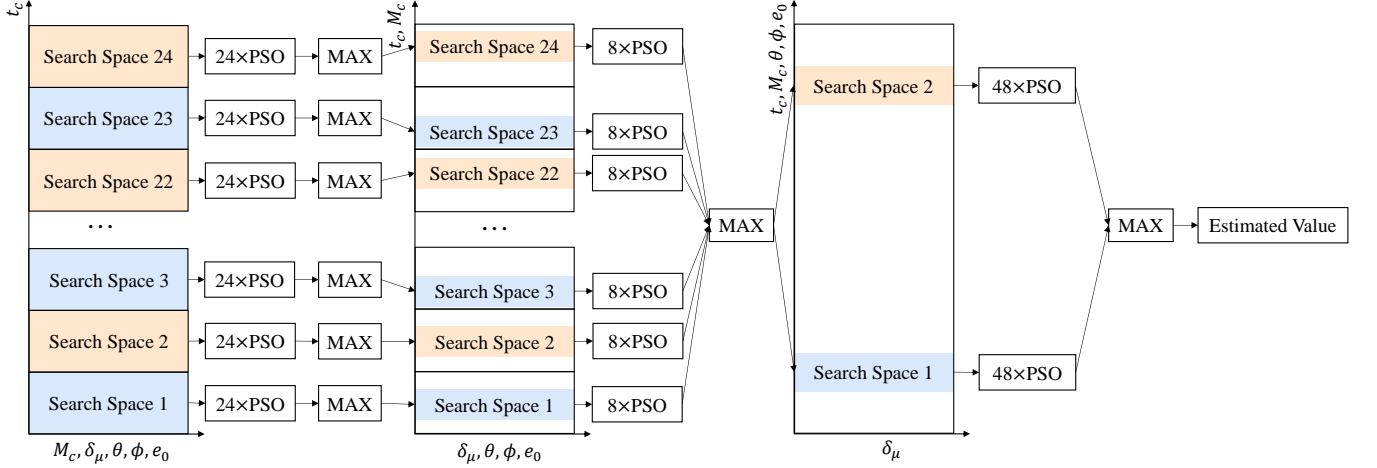 t_c
Search Space 24
24×PSO
MAX
Search Space 23
24×PSO
MAX
Search Space 22
24×PSO
MAX
...
Search Space 3
24×PSO
MAX
Search Space 2
24×PSO
MAX
Search Space 1
24×PSO
MAX
M_c, δ_μ, θ, ϕ, e_0
t_c, M_c
Search Space 24
8×PSO
Search Space 23
8×PSO
Search Space 22
8×PSO
...
Search Space 3
8×PSO
Search Space 2
8×PSO
Search Space 1
8×PSO
δ_μ, θ, ϕ, e_0
MAX
t_c, M_c, θ, ϕ, e_0
Search Space 2
48×PSO
Search Space 1
48×PSO
δ_μ
MAX
Estimated Value